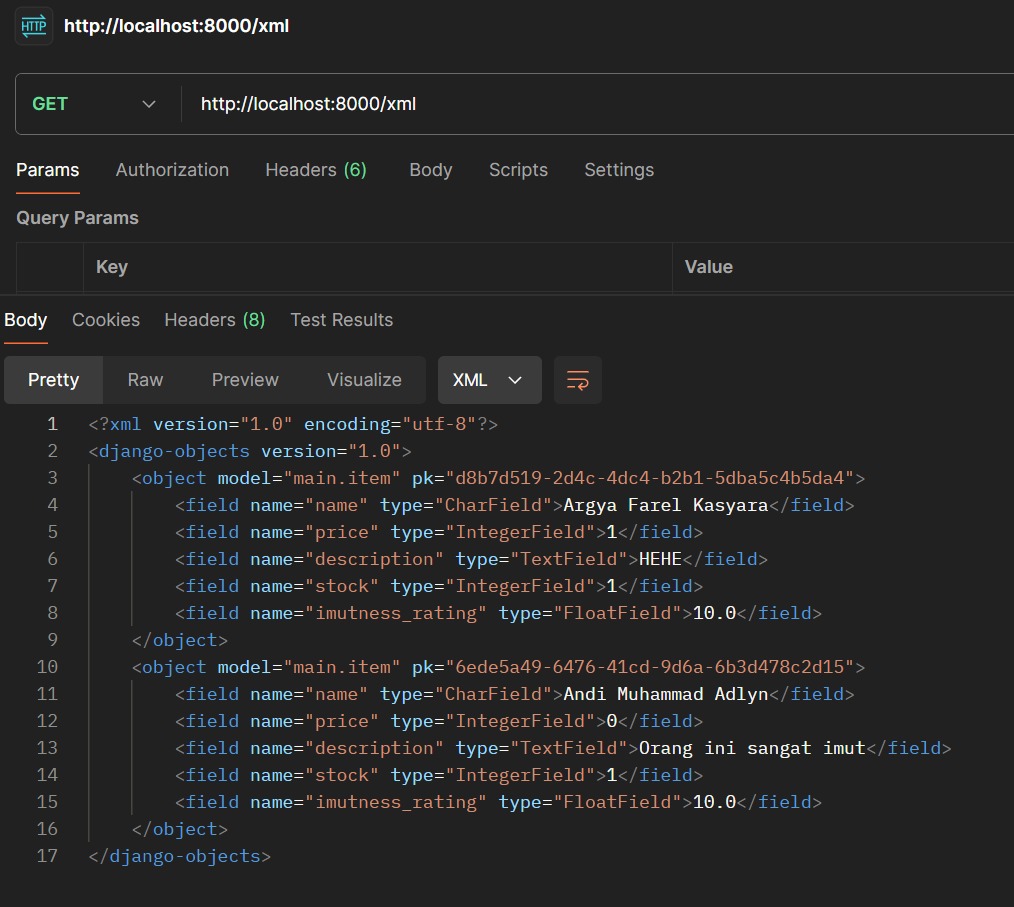 HTTP http://localhost:8000/xml
GET http://localhost:8000/xml
Params Authorization Headers (6) Body Scripts Settings
Query Params
Key Value
Body Cookies Headers (8) Test Results
Pretty Raw Preview Visualize XML
1 <?xml version="1.0" encoding="utf-8"?>
2 <django-objects version="1.0">
3 <object model="main.item" pk="d8b7d519-2d4c-4dc4-b2b1-5dba5c4b5da4">
4 <field name="name" type="CharField">Argya Farel Kasyara</field>
5 <field name="price" type="IntegerField">1</field>
6 <field name="description" type="TextField">HEHE</field>
7 <field name="stock" type="IntegerField">1</field>
8 <field name="imutness_rating" type="FloatField">10.0</field>
9 </object>
10 <object model="main.item" pk="6ede5a49-6476-41cd-9d6a-6b3d478c2d15">
11 <field name="name" type="CharField">Andi Muhammad Adlyn</field>
12 <field name="price" type="IntegerField">0</field>
13 <field name="description" type="TextField">Orang ini sangat imut</field>
14 <field name="stock" type="IntegerField">1</field>
15 <field name="imutness_rating" type="FloatField">10.0</field>
16 </object>
17 </django-objects>